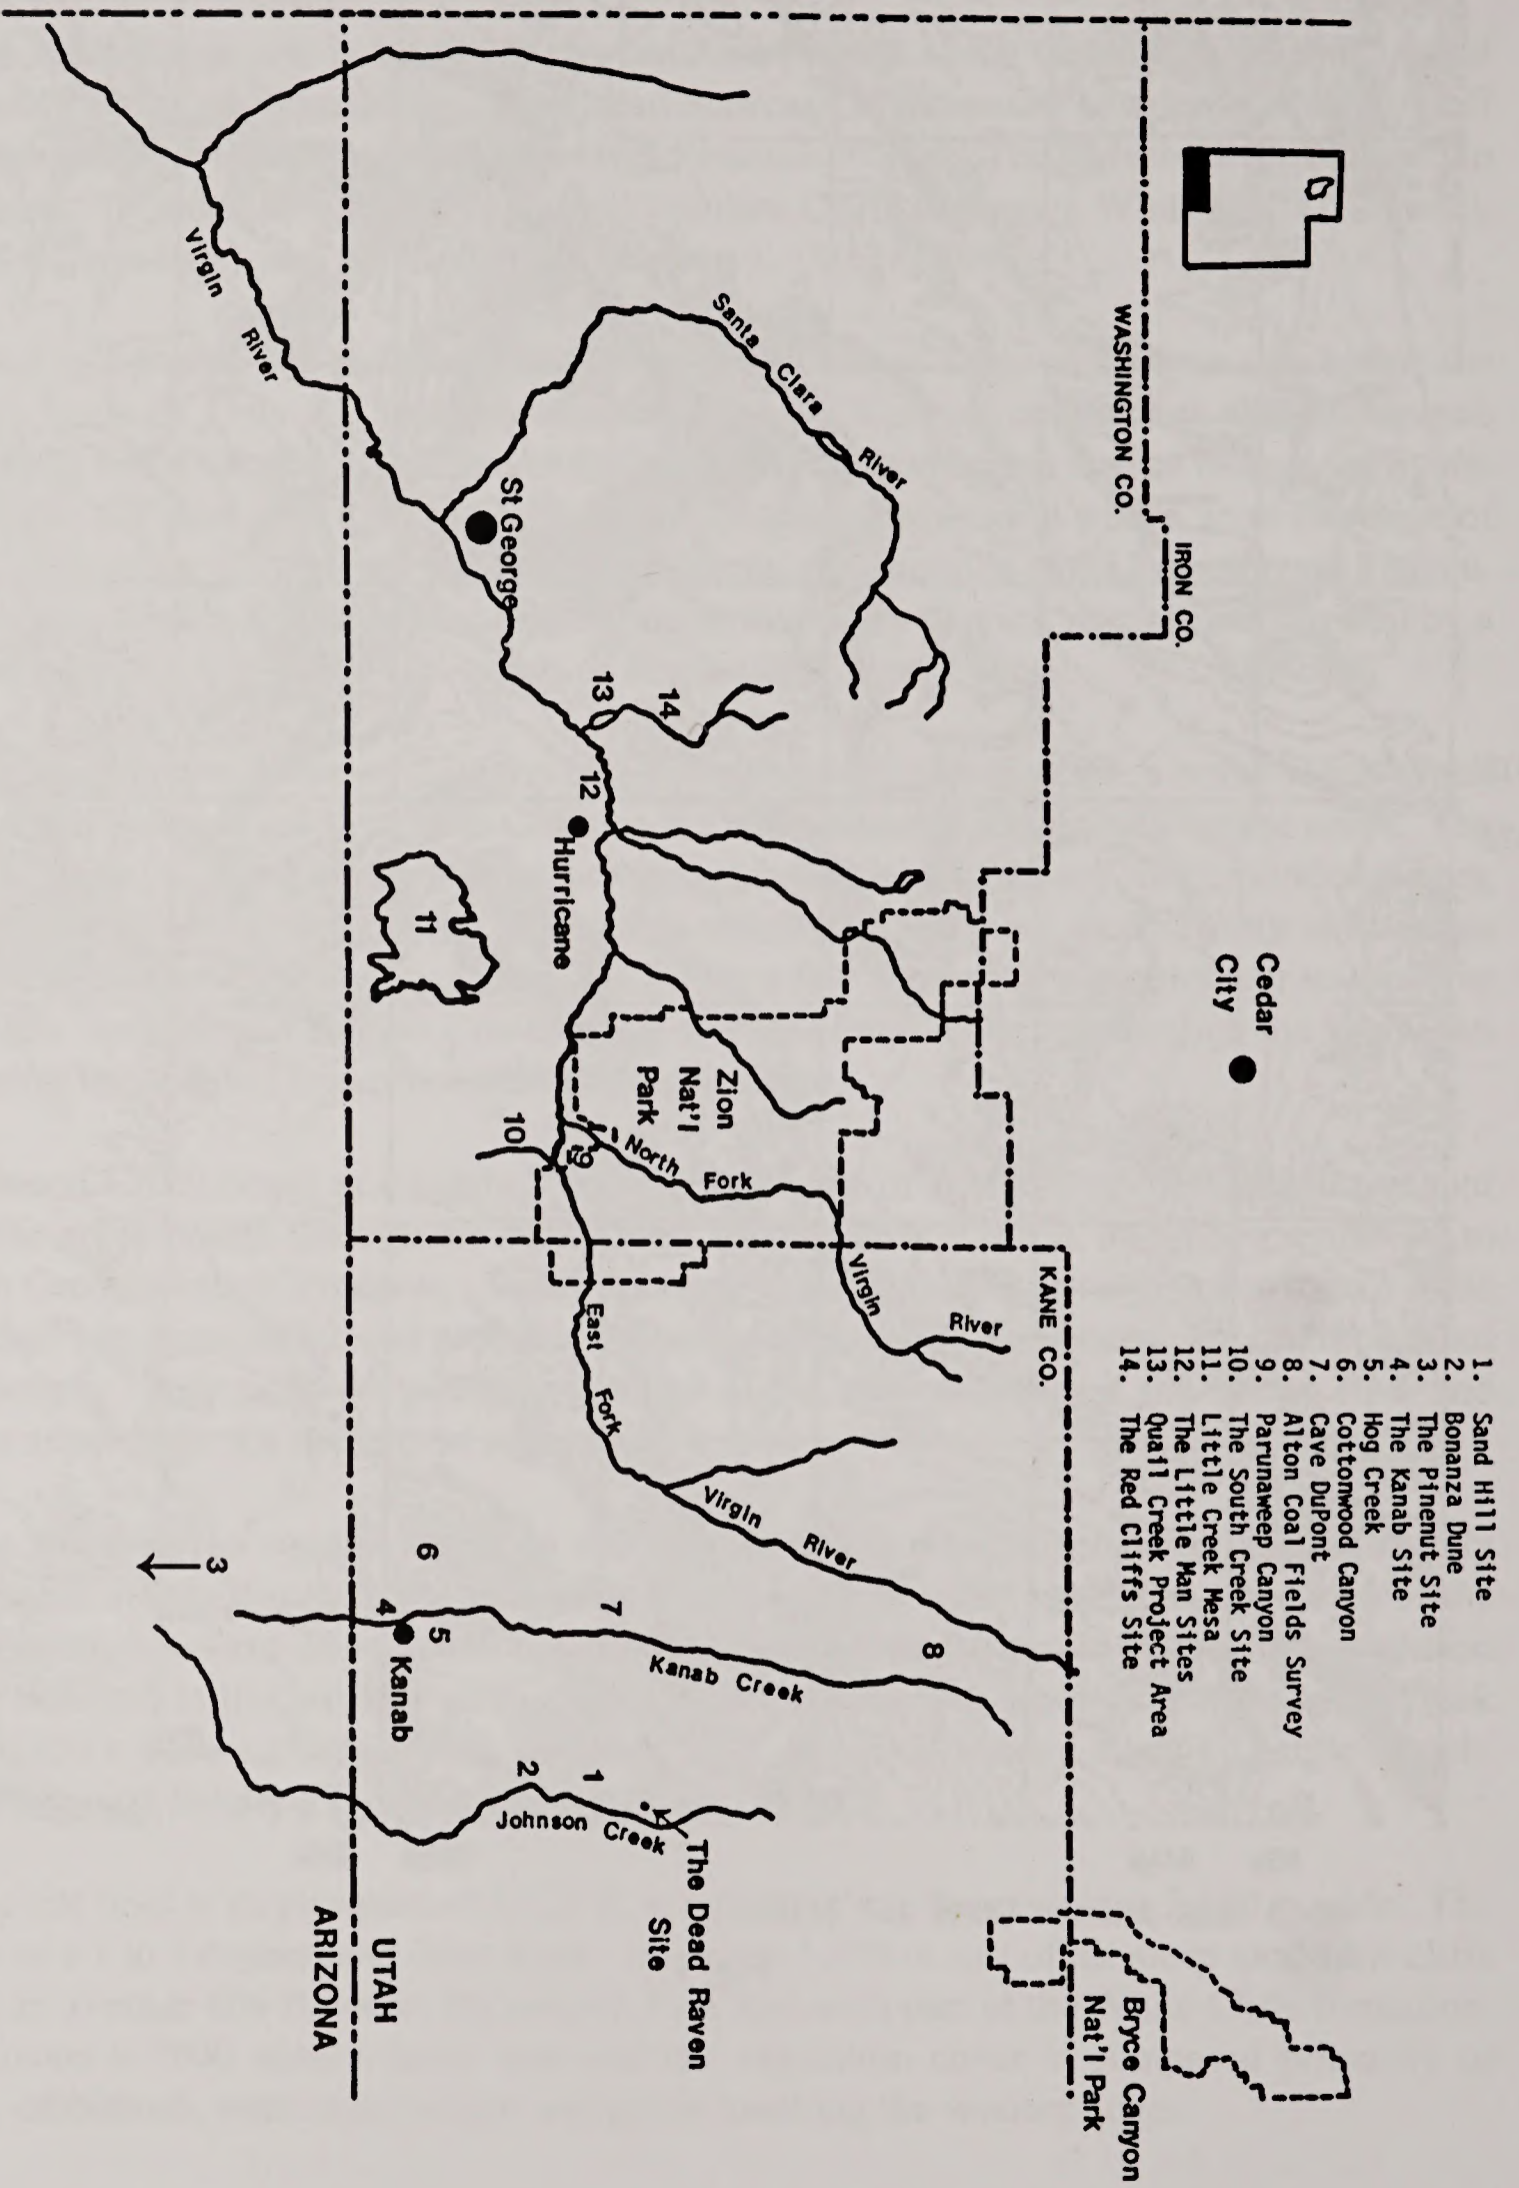 1. Sand Hill Site
2. Bonanza Dune
3. The Pinenut Site
4. The Kanab Site
5. Hog Creek
6. Cottonwood Canyon
7. Cave DuPont
8. Alton Coal Fields Survey
9. Parunaweep Canyon
10. The South Creek Site
11. Little Creek Mesa
12. The Little Man Sites
13. Quail Creek Project Area
14. The Red Cliffs Site
Cedar
City
IRON CO.
WASHINGTON CO.
KANE CO.
Bryce Canyon
Nat'l Park
Santa Clara River
Virgin River
8
Zion
Nat'l
Park
North Fork
14
13
12
Hurricane
St George
9
10
East Fork
Virgin River
7
Kanab Creek
The Dead Raven
Site
1
2
Johnson Creek
11
6
5
4
Kanab
UTAH
ARIZONA
Virgin River
3